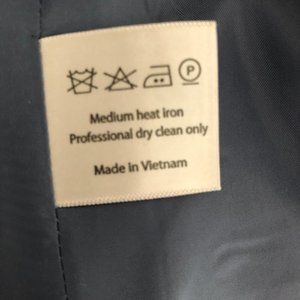 P
Medium heat iron
Professional dry clean only
Made in Vietnam